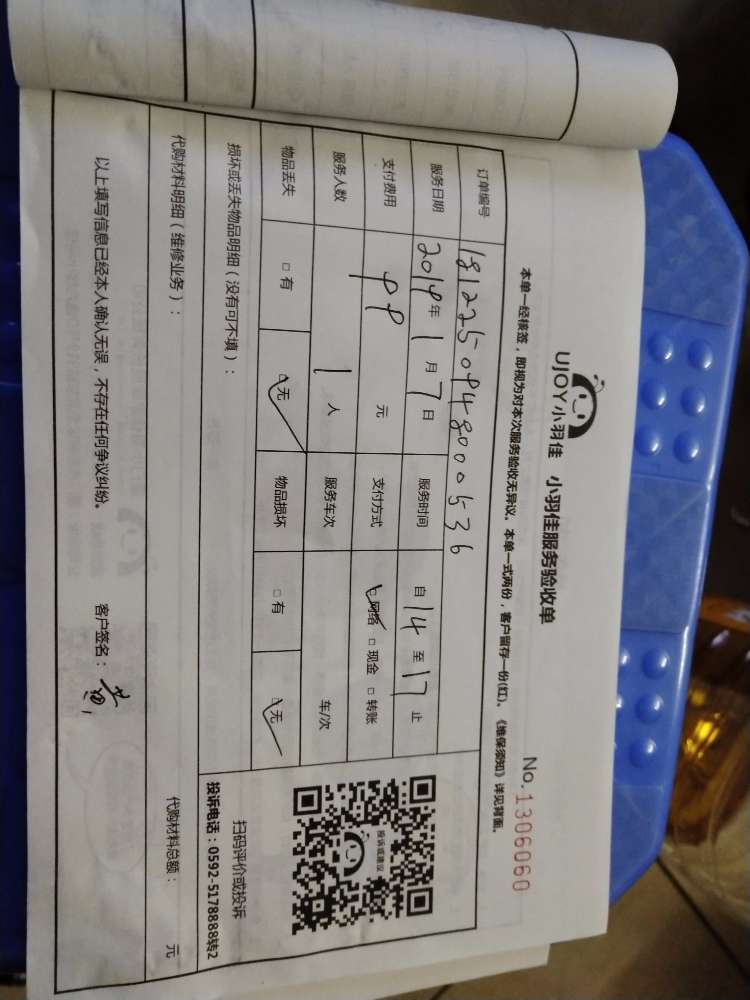 UJOY小羽佳 小羽佳服务验收单 No.1306060
本单一经核签，即视为对本次服务验收无异议。本单一式两份，客户留存一份(红)。《维保须知》详见背面。
订单编号 181225094800536
服务日期 2019年1月7日 服务时间 自14至17止
支付费用 99元 支付方式 网络 现金 转账
服务人数 1人 服务车次 车/次
物品丢失 有 无 物品损坏 有 无
损坏或丢失物品明细（没有可不填）：
投诉或建议
扫码评价或投诉
投诉电话：0592-5178888转2
代购材料明细（维修业务）： 代购材料总额： 元
以上填写信息已经本人确认无误，不存在任何争议纠纷。 客户签名：